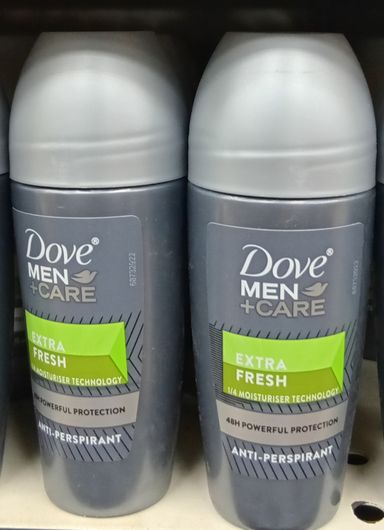 Dove®
MEN
+CARE
EXTRA
FRESH
MOISTURISER TECHNOLOGY
POWERFUL PROTECTION
ANTI-PERSPIRANT
Dove®
MEN
+CARE
EXTRA
FRESH
1/4 MOISTURISER TECHNOLOGY
48H POWERFUL PROTECTION
ANTI-PERSPIRANT